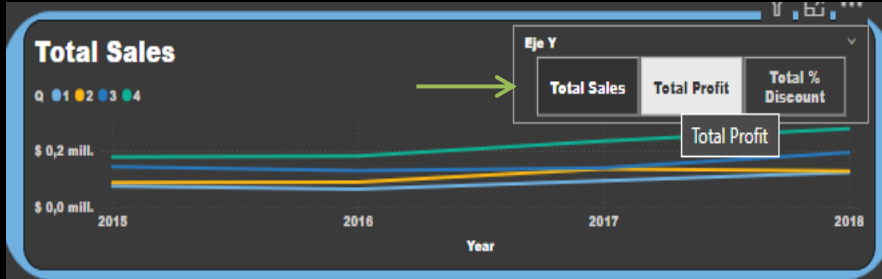 Total Sales
Eje Y
Total Sales
Total Profit
Total %
Discount
Total Profit
Q 1 2 3 4
$ 0,2 mill.
$ 0,0 mill.
2015 2016 2017 2018
Year